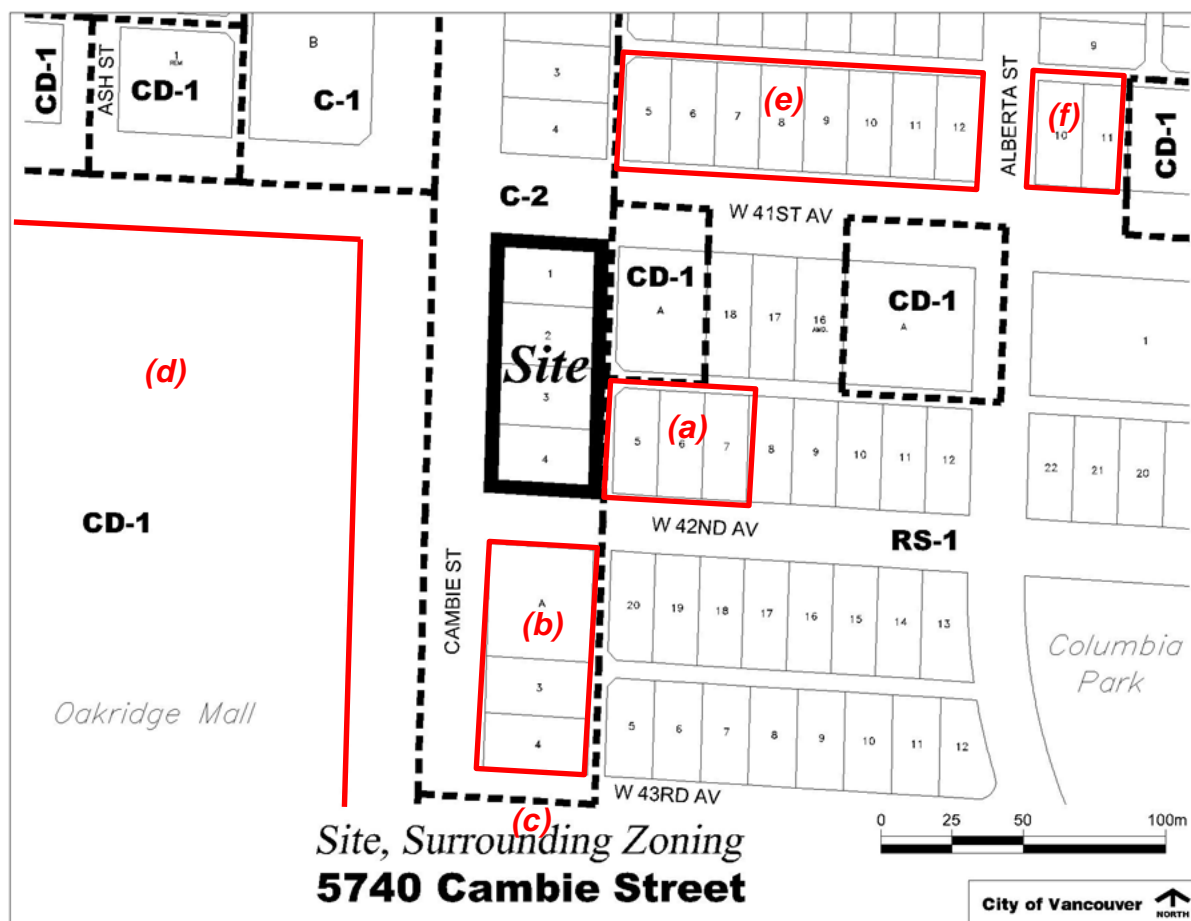 CD-1
ASH ST
1
REM
CD-1
B
C-1
3
4
5
6
7
8
9
10
11
12
(e)
ALBERTA ST
9
10
11
(f)
CD-1
C-2
W 41ST AV
1
2
3
4
Site
CD-1
A
18
17
16
AMD.
CD-1
A
1
(d)
5
6
7
(a)
8
9
10
11
12
22
21
20
CD-1
W 42ND AV
RS-1
CAMBIE ST
A
(b)
3
4
20
19
18
17
16
15
14
13
Columbia
Park
Oakridge Mall
5
6
7
8
9
10
11
12
W 43RD AV
(c)
Site, Surrounding Zoning
5740 Cambie Street
0 25 50 100m
City of Vancouver
NORTH